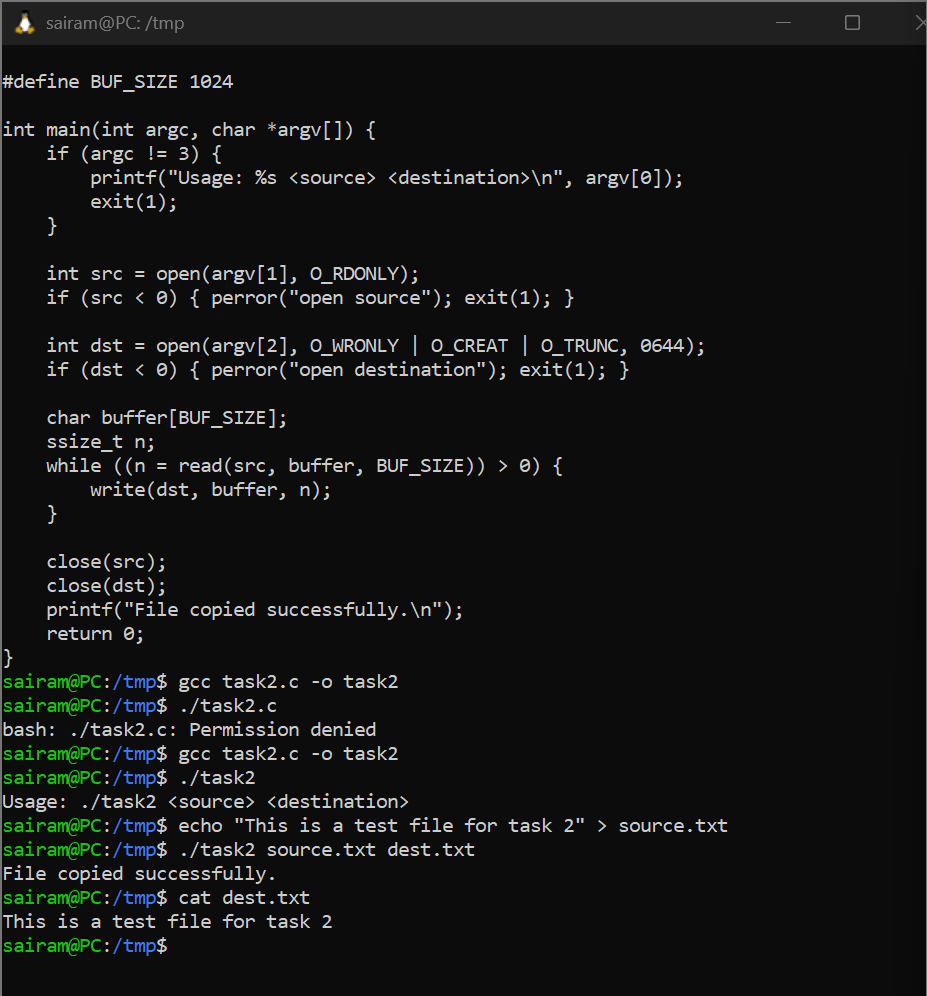 sairam@PC: /tmp
#define BUF_SIZE 1024
int main(int argc, char *argv[]) {
    if (argc != 3) {
        printf("Usage: %s <source> <destination>\n", argv[0]);
        exit(1);
    }
    int src = open(argv[1], O_RDONLY);
    if (src < 0) { perror("open source"); exit(1); }
    int dst = open(argv[2], O_WRONLY | O_CREAT | O_TRUNC, 0644);
    if (dst < 0) { perror("open destination"); exit(1); }
    char buffer[BUF_SIZE];
    ssize_t n;
    while ((n = read(src, buffer, BUF_SIZE)) > 0) {
        write(dst, buffer, n);
    }
    close(src);
    close(dst);
    printf("File copied successfully.\n");
    return 0;
}
sairam@PC:/tmp$ gcc task2.c -o task2
sairam@PC:/tmp$ ./task2.c
bash: ./task2.c: Permission denied
sairam@PC:/tmp$ gcc task2.c -o task2
sairam@PC:/tmp$ ./task2
Usage: ./task2 <source> <destination>
sairam@PC:/tmp$ echo "This is a test file for task 2" > source.txt
sairam@PC:/tmp$ ./task2 source.txt dest.txt
File copied successfully.
sairam@PC:/tmp$ cat dest.txt
This is a test file for task 2
sairam@PC:/tmp$